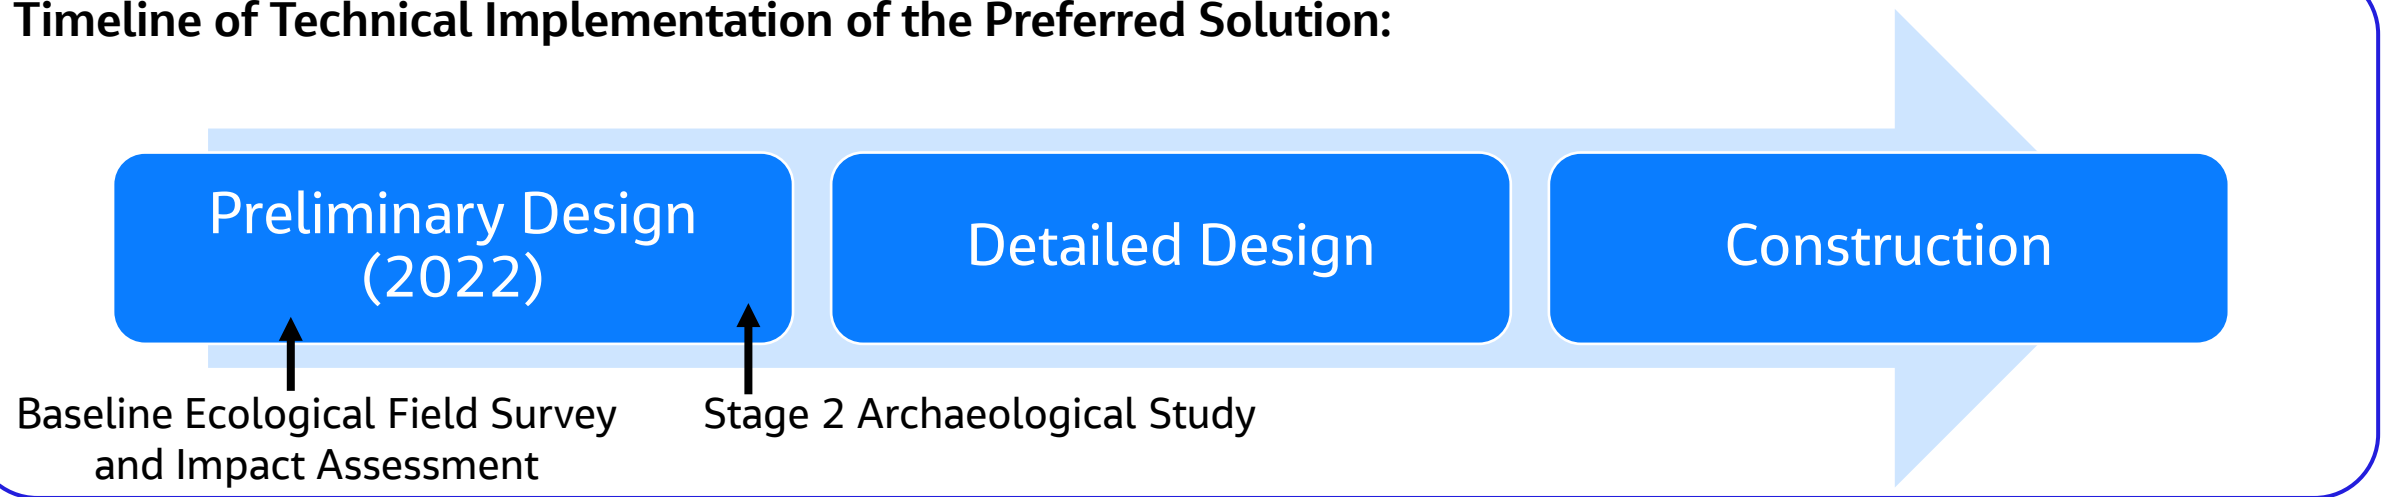 Timeline of Technical Implementation of the Preferred Solution:
Preliminary Design
(2022)
Detailed Design
Construction
Baseline Ecological Field Survey
and Impact Assessment
Stage 2 Archaeological Study